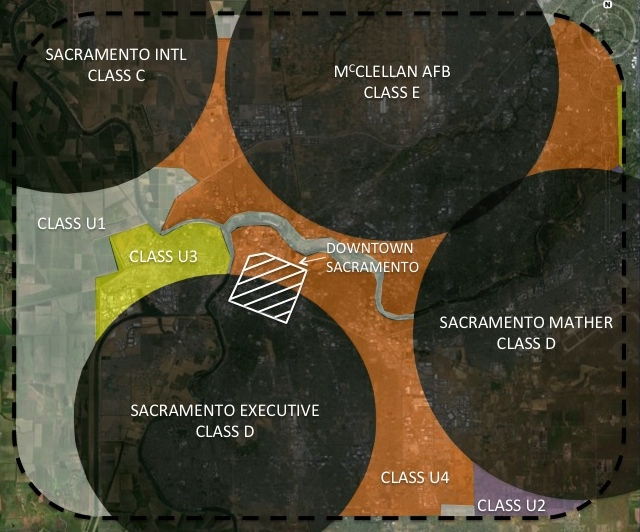 N
SACRAMENTO INTL
CLASS C
MᶜCLELLAN AFB
CLASS E
CLASS U1
CLASS U3
DOWNTOWN
SACRAMENTO
SACRAMENTO MATHER
CLASS D
SACRAMENTO EXECUTIVE
CLASS D
CLASS U4
CLASS U2